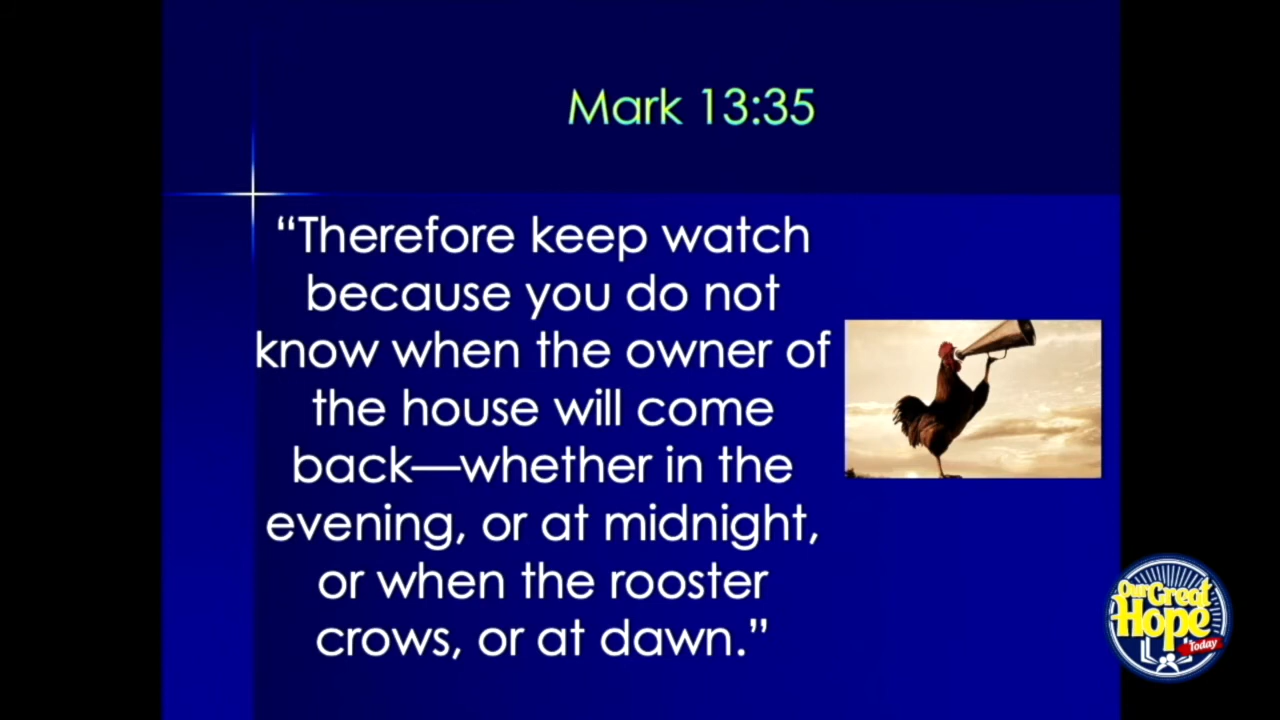 Mark 13:35
“Therefore keep watch
because you do not
know when the owner of
the house will come
back—whether in the
evening, or at midnight,
or when the rooster
crows, or at dawn.”
Our Great
Hope
Today